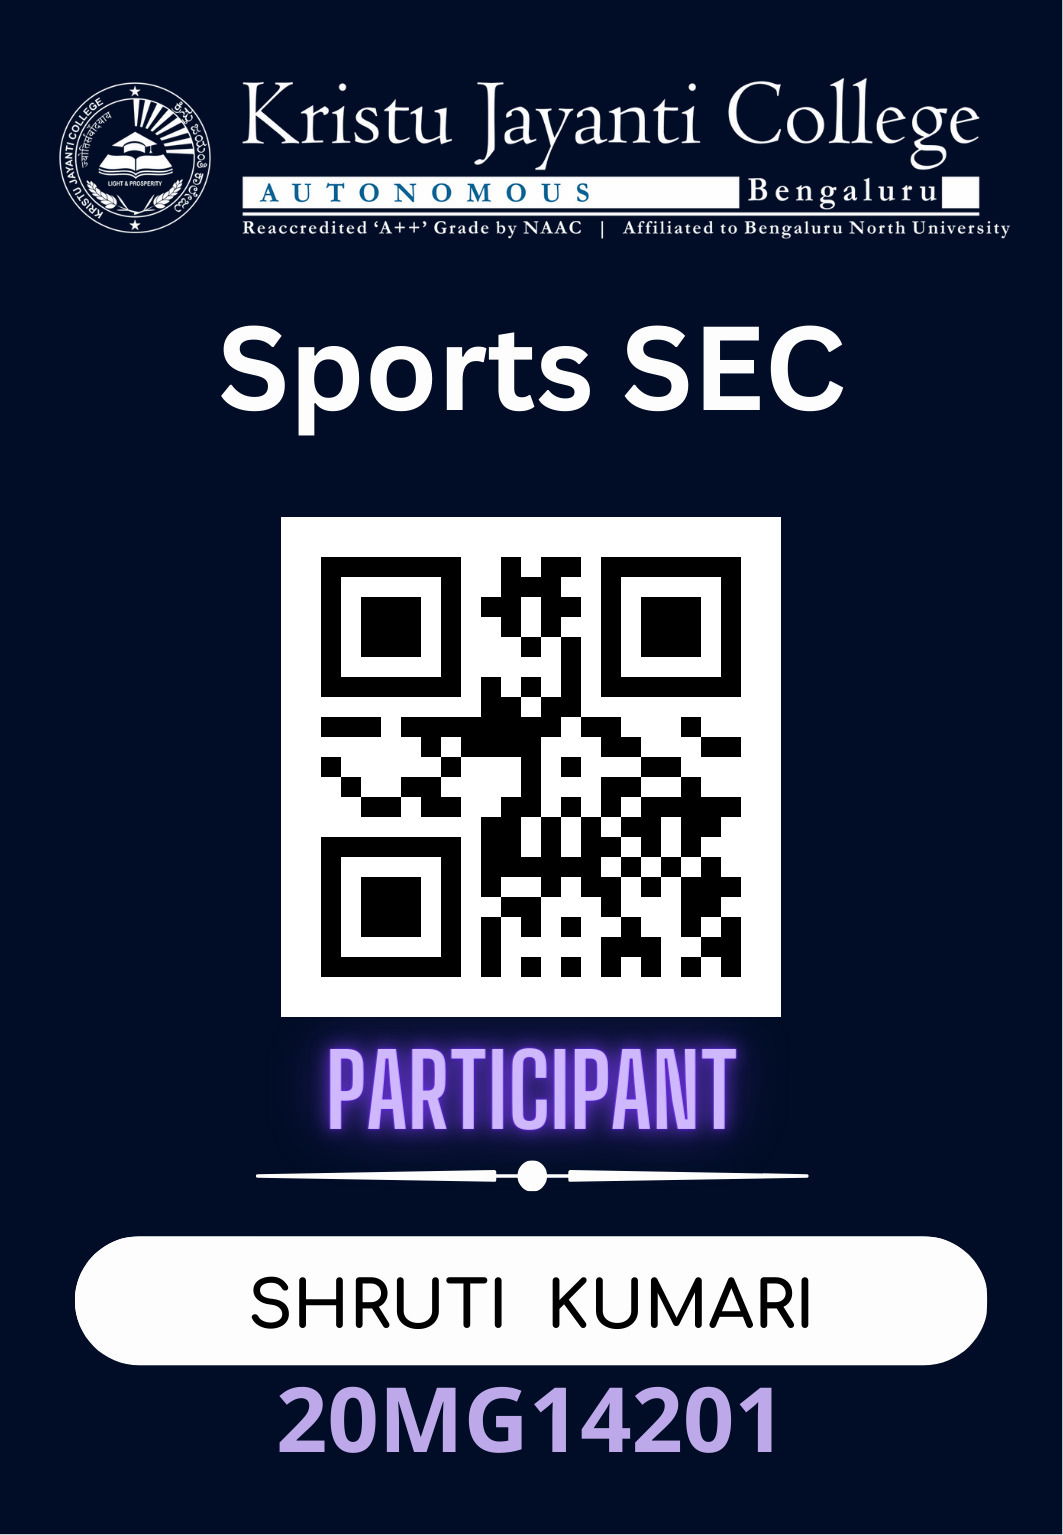 Kristu Jayanti College
AUTONOMOUS Bengaluru
Reaccredited ‘A++’ Grade by NAAC | Affiliated to Bengaluru North University
KRISTU JAYANTI COLLEGE
LIGHT & PROSPERITY
Sports SEC
PARTICIPANT
SHRUTI KUMARI
20MG14201